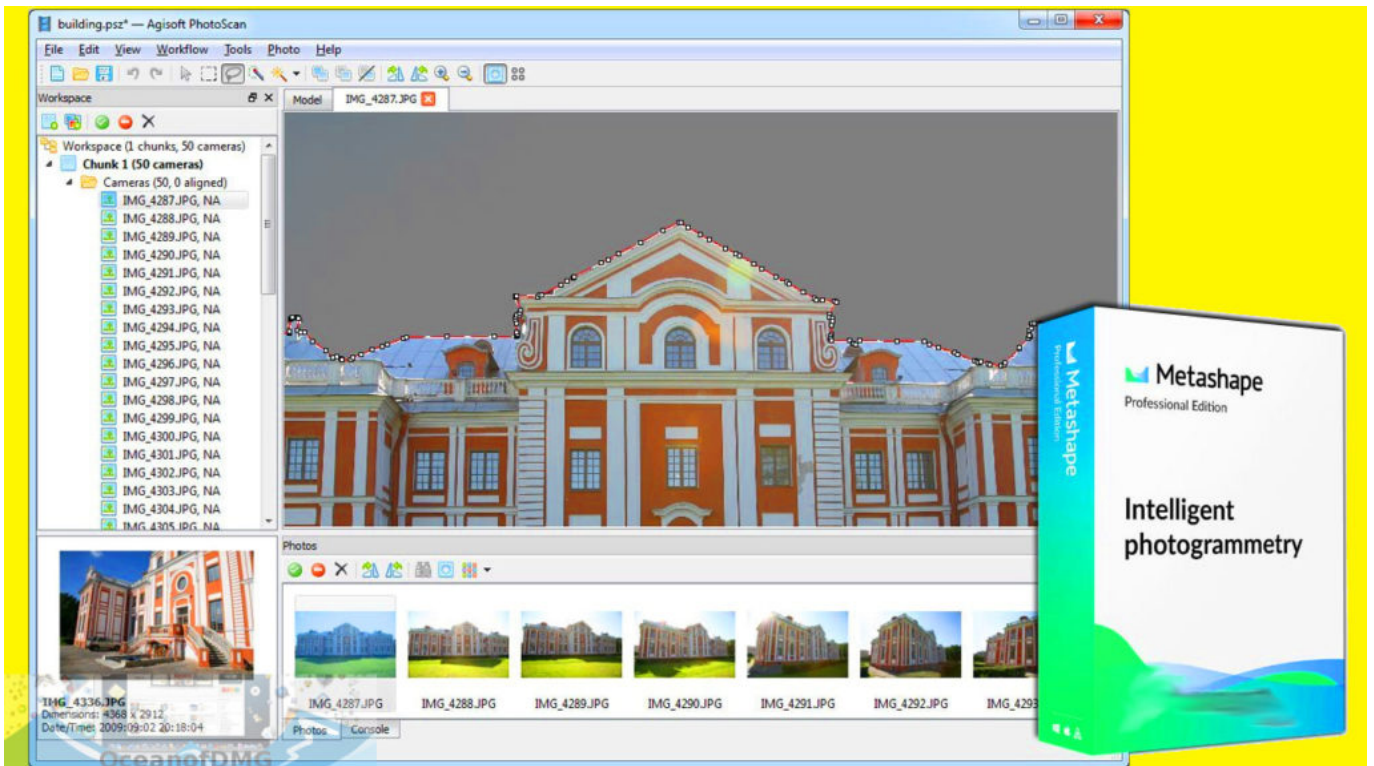 building.psz* — Agisoft PhotoScan
File Edit View Workflow Tools Photo Help
Workspace
Model IMG_4287.JPG
Workspace (1 chunks, 50 cameras)
Chunk 1 (50 cameras)
Cameras (50, 0 aligned)
IMG_4287.JPG, NA
IMG_4288.JPG, NA
IMG_4289.JPG, NA
IMG_4290.JPG, NA
IMG_4291.JPG, NA
IMG_4292.JPG, NA
IMG_4293.JPG, NA
IMG_4294.JPG, NA
IMG_4295.JPG, NA
IMG_4296.JPG, NA
IMG_4297.JPG, NA
IMG_4298.JPG, NA
IMG_4299.JPG, NA
IMG_4300.JPG, NA
IMG_4301.JPG, NA
IMG_4302.JPG, NA
IMG_4303.JPG, NA
IMG_4304.JPG, NA
IMG_4305.JPG, NA
Photos
IMG_4287.JPG IMG_4288.JPG IMG_4289.JPG IMG_4290.JPG IMG_4291.JPG IMG_4292.JPG IMG_4293
IMG_4336.JPG
Dimensions: 4368 x 2912
Date/Time: 2009:09:02 20:18:04
Photos Console
OceanofDMG
Metashape
Professional Edition
Metashape
Professional Edition
Intelligent
photogrammetry